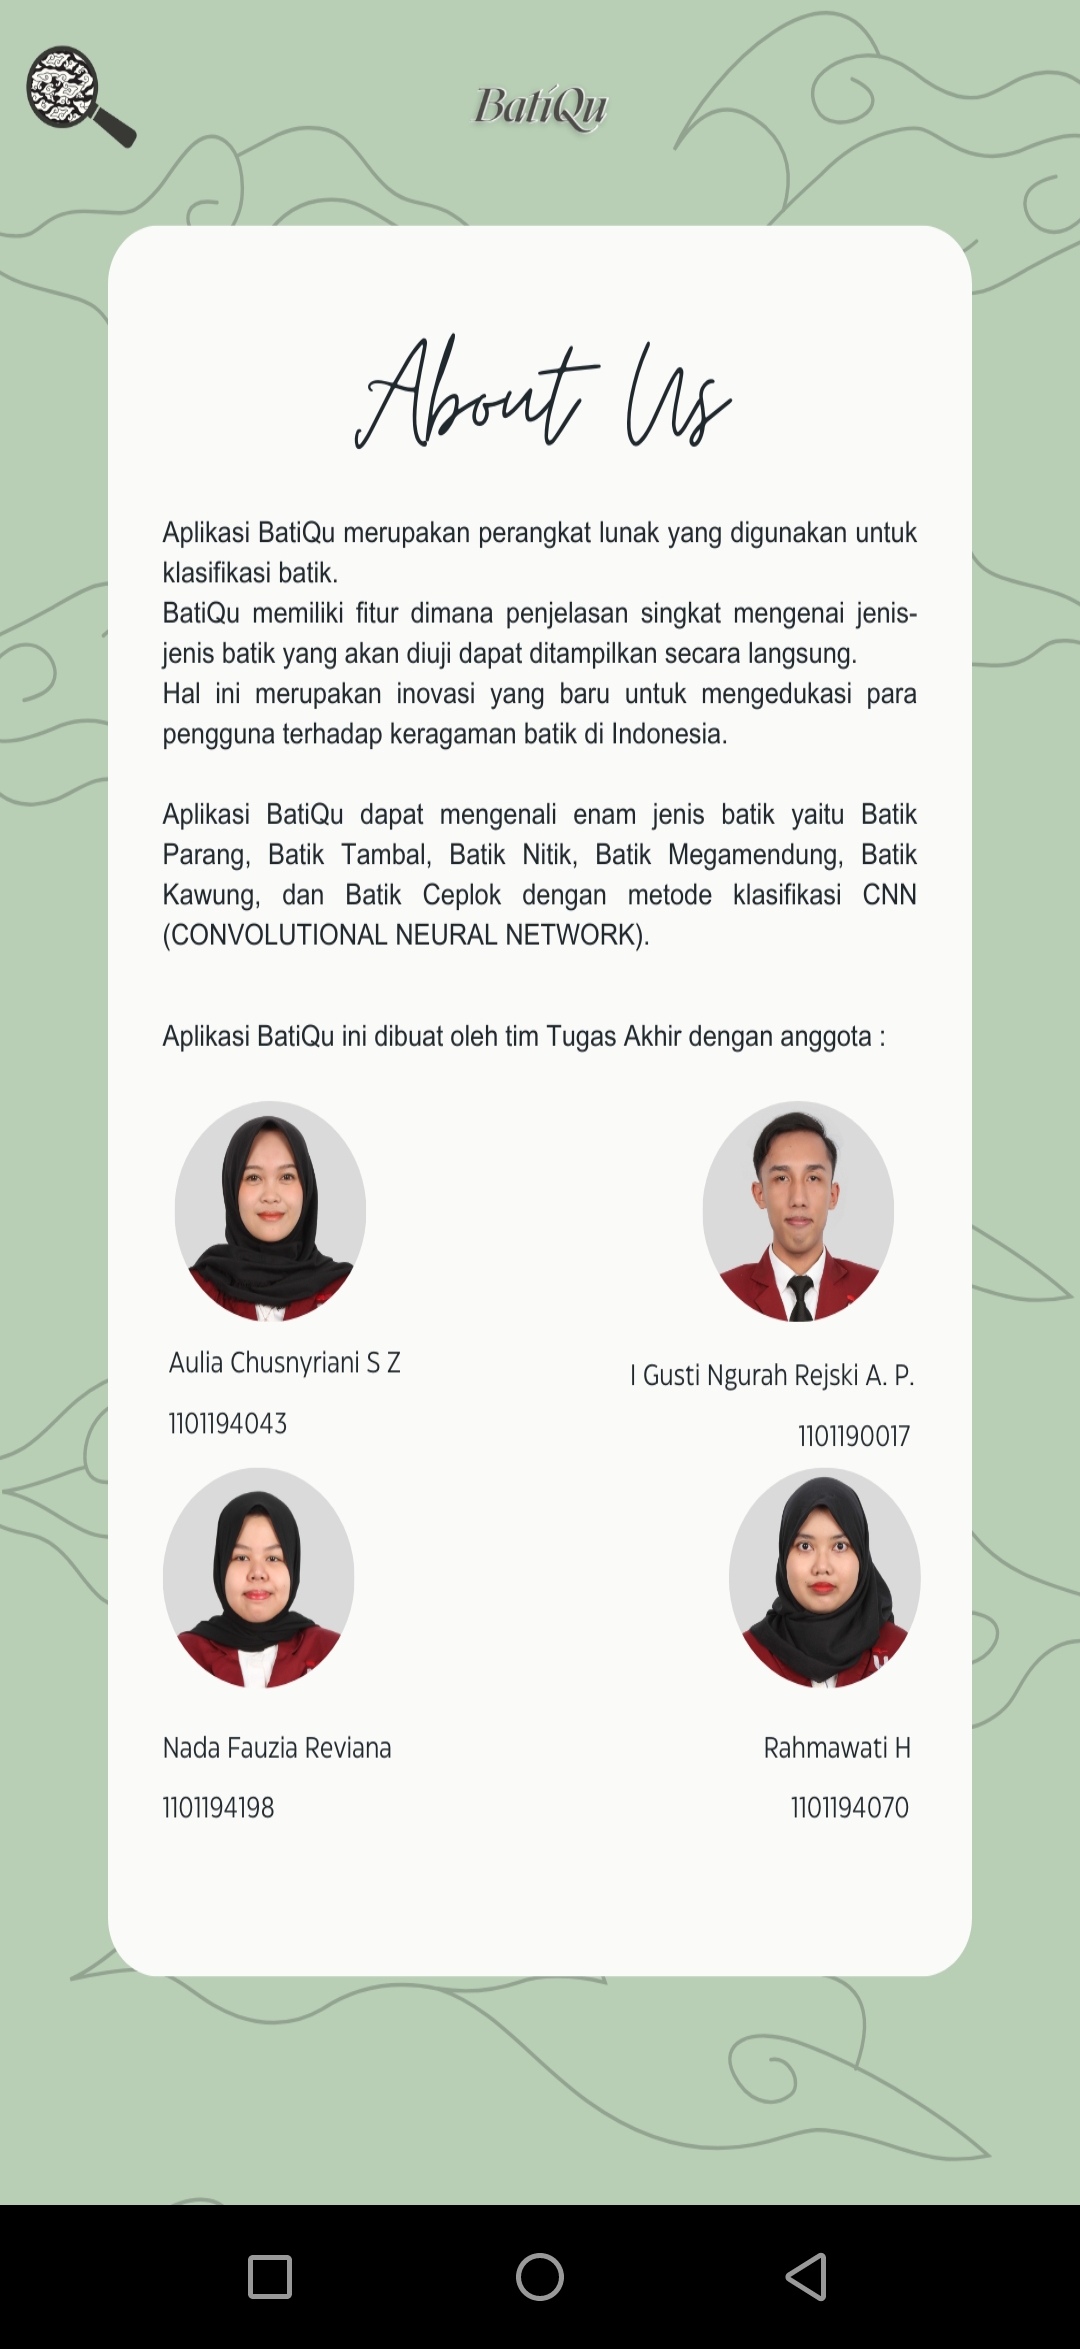 BatiQu
About Us
Aplikasi BatiQu merupakan perangkat lunak yang digunakan untuk
klasifikasi batik.
BatiQu memiliki fitur dimana penjelasan singkat mengenai jenis-
jenis batik yang akan diuji dapat ditampilkan secara langsung.
Hal ini merupakan inovasi yang baru untuk mengedukasi para
pengguna terhadap keragaman batik di Indonesia.
Aplikasi BatiQu dapat mengenali enam jenis batik yaitu Batik
Parang, Batik Tambal, Batik Nitik, Batik Megamendung, Batik
Kawung, dan Batik Ceplok dengan metode klasifikasi CNN
(CONVOLUTIONAL NEURAL NETWORK).
Aplikasi BatiQu ini dibuat oleh tim Tugas Akhir dengan anggota :
Aulia Chusnyriani S Z
1101194043
I Gusti Ngurah Rejski A. P.
1101190017
Nada Fauzia Reviana
1101194198
Rahmawati H
1101194070